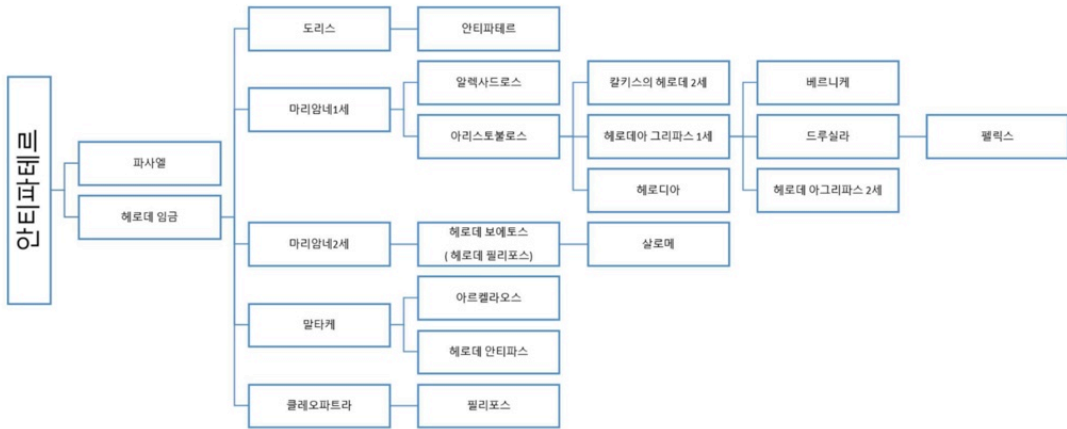 안티파테르
파사엘
헤로데 임금
도리스
안티파테르
마리암네1세
알렉사드로스
아리스토불로스
칼키스의 헤로데 2세
헤로데아 그리파스 1세
헤로디아
베르니케
드루실라
헤로데 아그리파스 2세
펠릭스
마리암네2세
헤로데 보에토스
( 헤로데 필리포스)
살로메
말타케
아르켈라오스
헤로데 안티파스
클레오파트라
필리포스